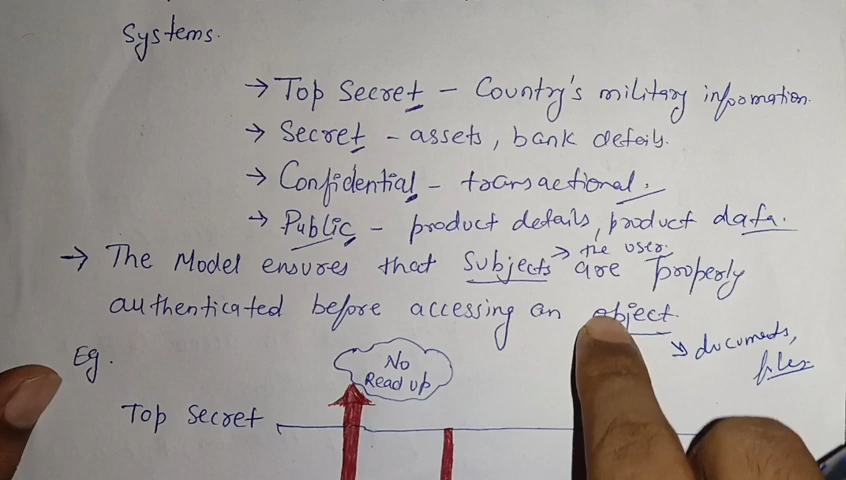 Systems.
→ Top Secret – Country's military information.
→ Secret – assets, bank details.
→ Confidential – transactional.
→ Public – product details, product data.
→ the user.
→ The Model ensures that Subjects are properly
authenticated before accessing an object.
→ documents,
files
Eg.
No
Read up
Top Secret